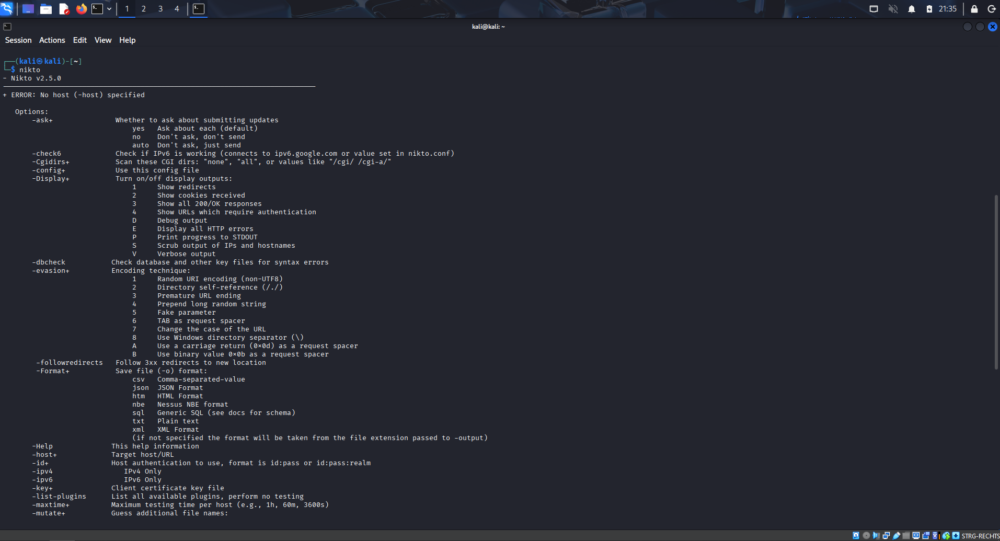 1 2 3 4 21:35
kali@kali: ~
Session Actions Edit View Help
┌──(kali㉿kali)-[~]
└─$ nikto
- Nikto v2.5.0
---------------------------------------------------------------------------
+ ERROR: No host (-host) specified
Options:
-ask+ Whether to ask about submitting updates
yes Ask about each (default)
no Don't ask, don't send
auto Don't ask, just send
-check6 Check if IPv6 is working (connects to ipv6.google.com or value set in nikto.conf)
-Cgidirs+ Scan these CGI dirs: "none", "all", or values like "/cgi/ /cgi-a/"
-config+ Use this config file
-Display+ Turn on/off display outputs:
1 Show redirects
2 Show cookies received
3 Show all 200/OK responses
4 Show URLs which require authentication
D Debug output
E Display all HTTP errors
P Print progress to STDOUT
S Scrub output of IPs and hostnames
V Verbose output
-dbcheck Check database and other key files for syntax errors
-evasion+ Encoding technique:
1 Random URI encoding (non-UTF8)
2 Directory self-reference (/./)
3 Premature URL ending
4 Prepend long random string
5 Fake parameter
6 TAB as request spacer
7 Change the case of the URL
8 Use Windows directory separator (\)
A Use a carriage return (0x0d) as a request spacer
B Use binary value 0x0b as a request spacer
-followredirects Follow 3xx redirects to new location
-Format+ Save file (-o) format:
csv Comma-separated-value
json JSON Format
htm HTML Format
nbe Nessus NBE format
sql Generic SQL (see docs for schema)
txt Plain text
xml XML Format
(if not specified the format will be taken from the file extension passed to -output)
-Help This help information
-host+ Target host/URL
-id+ Host authentication to use, format is id:pass or id:pass:realm
-ipv4 IPv4 Only
-ipv6 IPv6 Only
-key+ Client certificate key file
-list-plugins List all available plugins, perform no testing
-maxtime+ Maximum testing time per host (e.g., 1h, 60m, 3600s)
-mutate+ Guess additional file names:
STRG-RECHTS